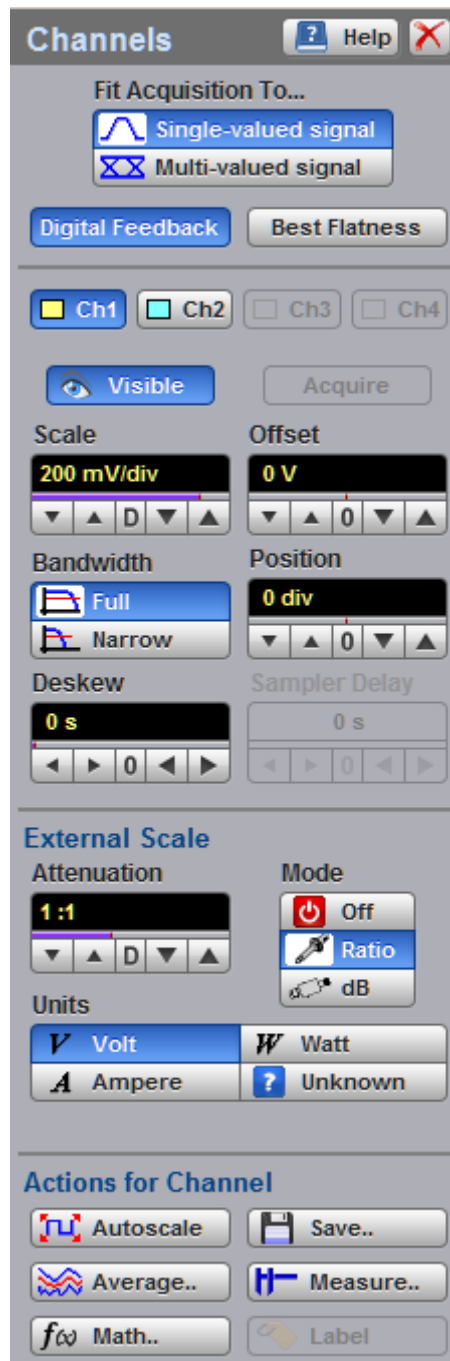 Channels ? Help
Fit Acquisition To...
Single-valued signal
Multi-valued signal
Digital Feedback Best Flatness
Ch1 Ch2 Ch3 Ch4
Visible Acquire
Scale Offset
200 mV/div 0 V
D 0
Bandwidth Position
Full 0 div
Narrow 0
Deskew Sampler Delay
0 s 0 s
0 0
External Scale
Attenuation Mode
1:1 Off
D Ratio
dB
Units
V Volt W Watt
A Ampere ? Unknown
Actions for Channel
Autoscale Save..
Average.. Measure..
fω Math.. Label